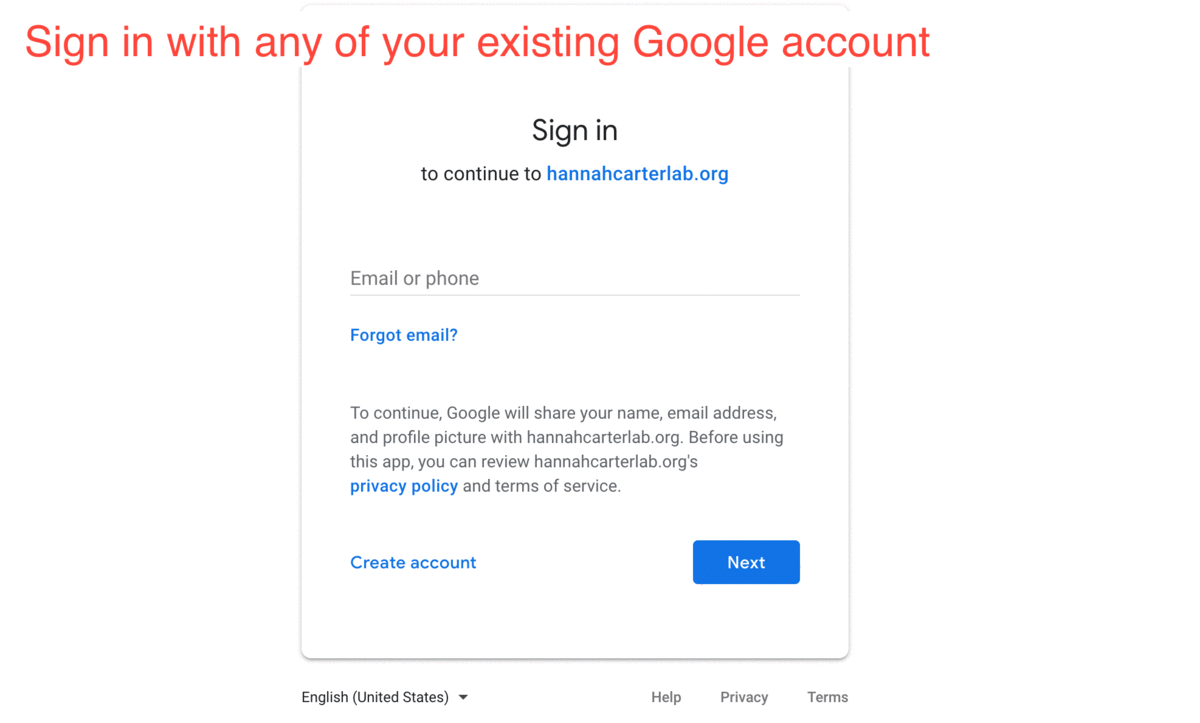 Sign in with any of your existing Google account
Sign in
to continue to hannahcarterlab.org
Email or phone
Forgot email?
To continue, Google will share your name, email address,
and profile picture with hannahcarterlab.org. Before using
this app, you can review hannahcarterlab.org's
privacy policy and terms of service.
Create account Next
English (United States) Help Privacy Terms